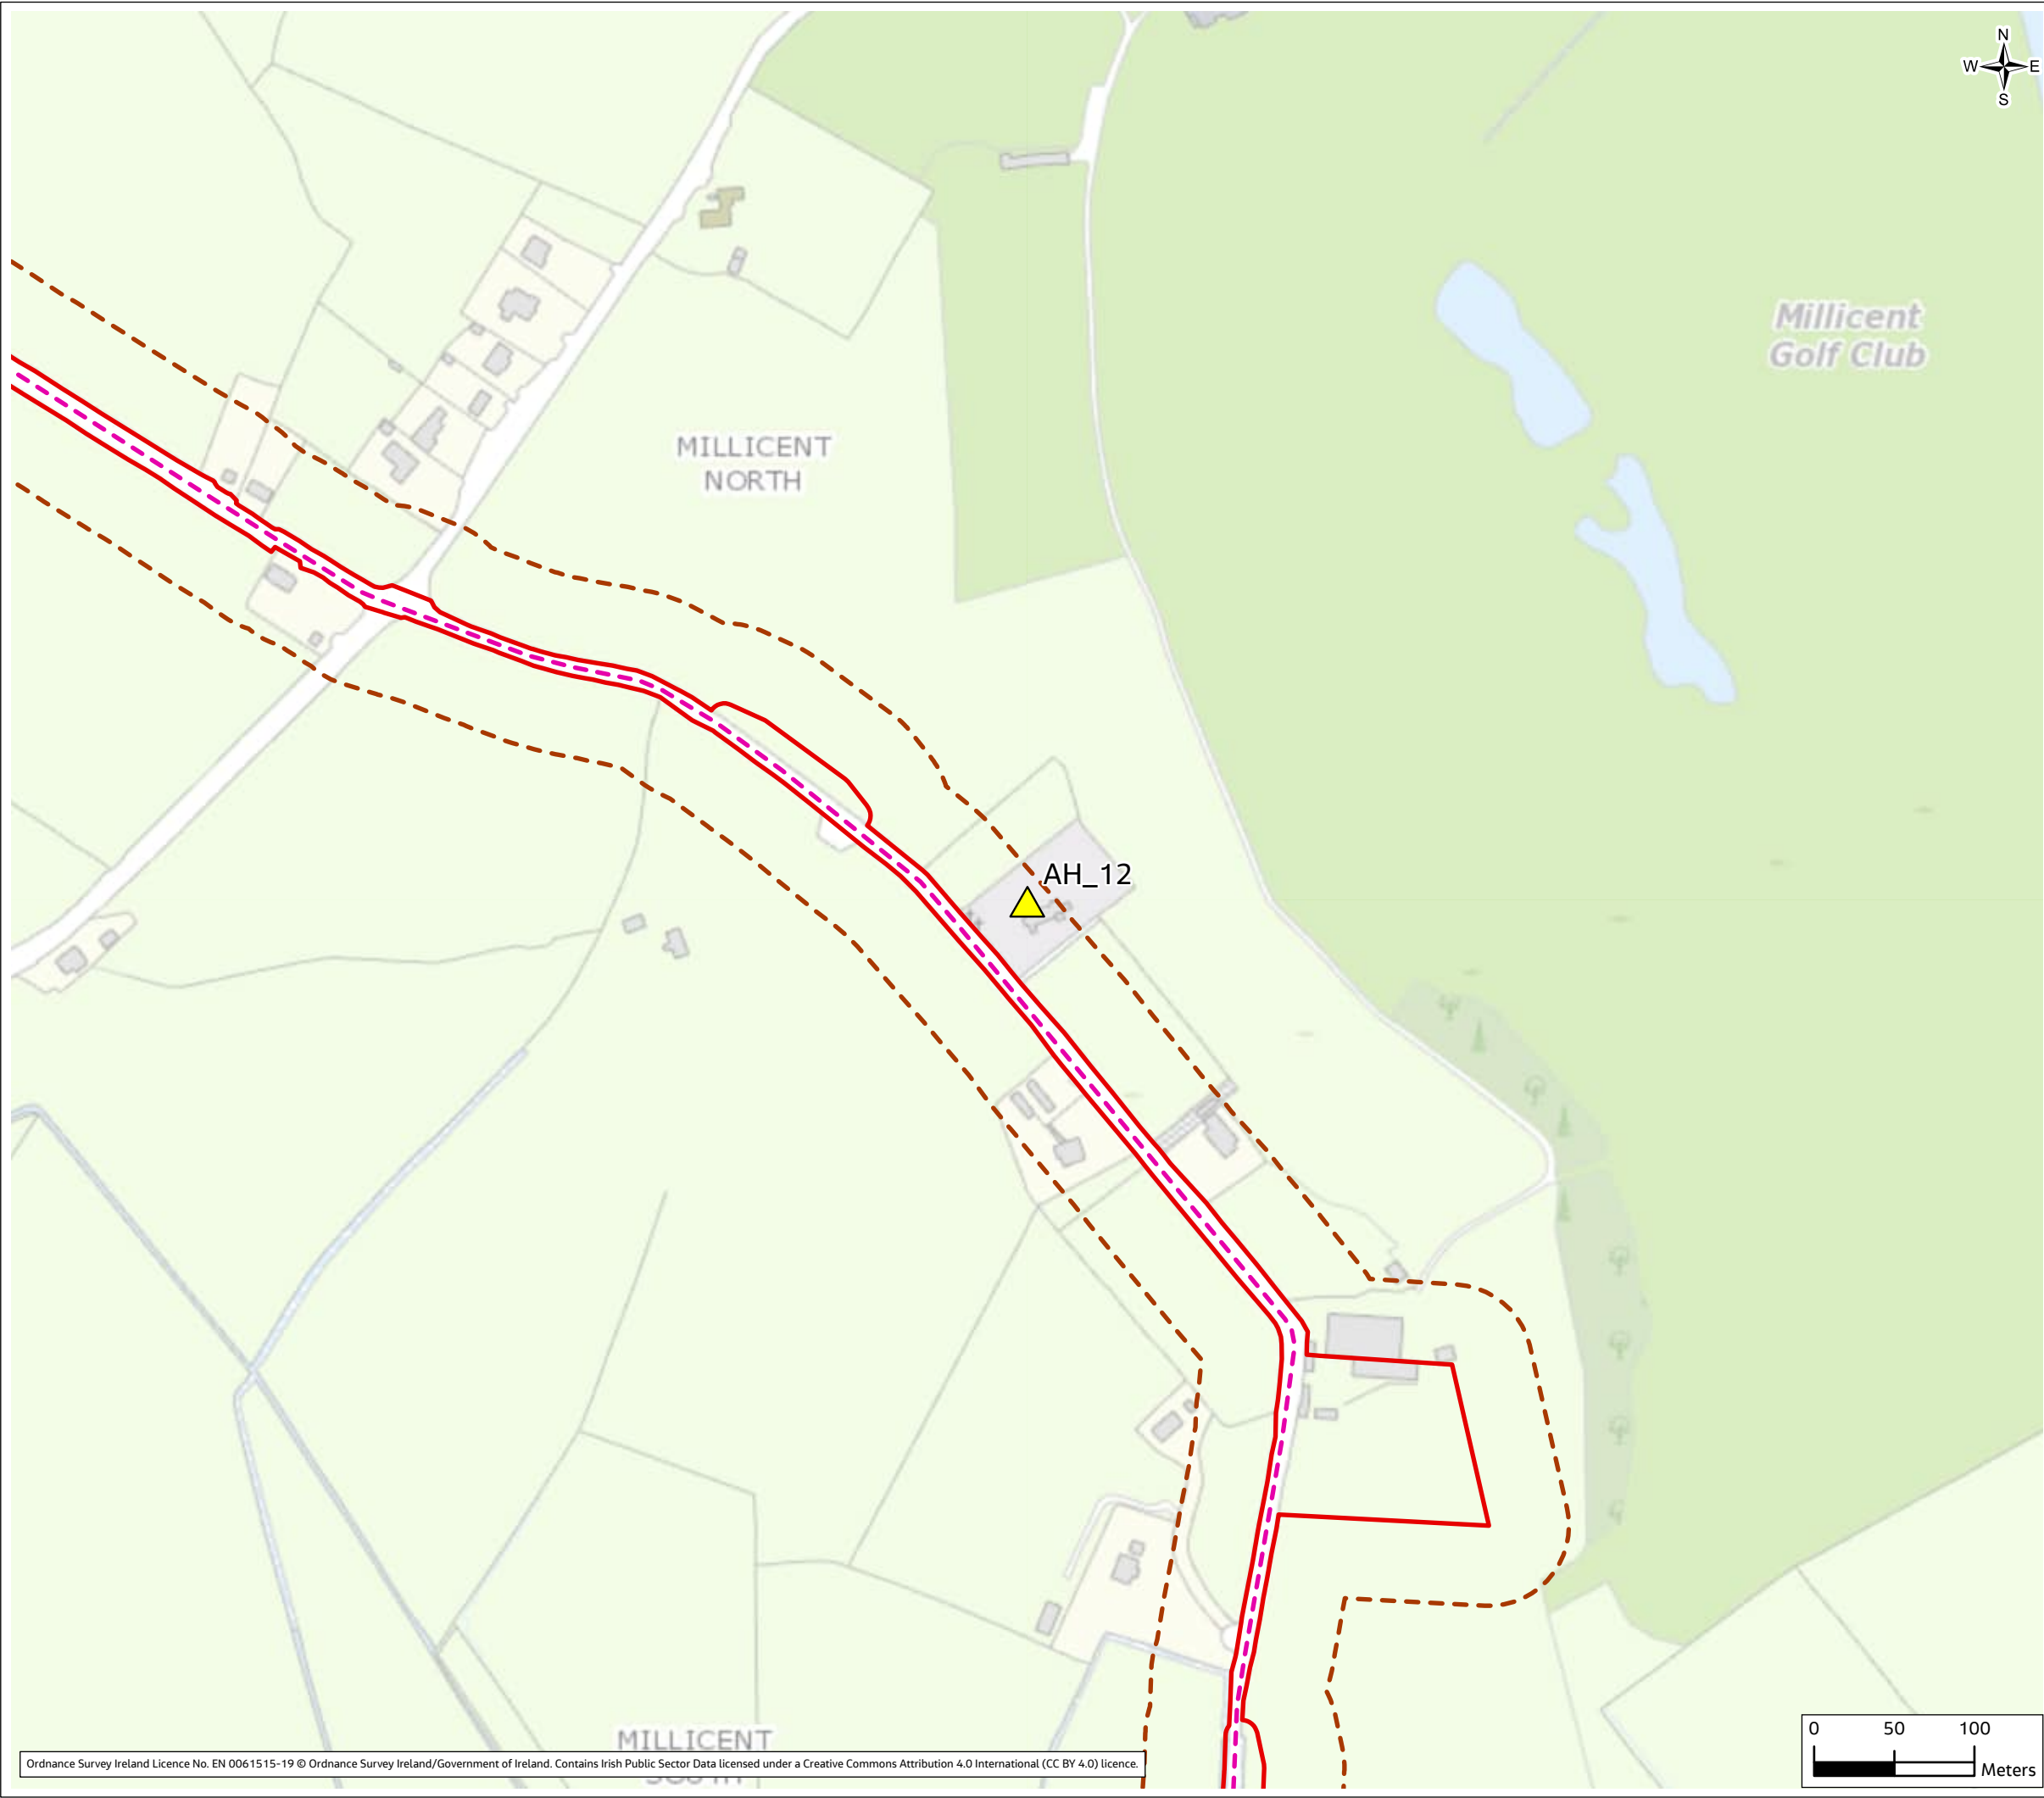 N
W E
S
Millicent
Golf Club
MILLICENT
NORTH
AH_12
MILLICENT
0 50 100
Meters
Ordnance Survey Ireland Licence No. EN 0061515-19 © Ordnance Survey Ireland/Government of Ireland. Contains Irish Public Sector Data licensed under a Creative Commons Attribution 4.0 International (CC BY 4.0) licence.